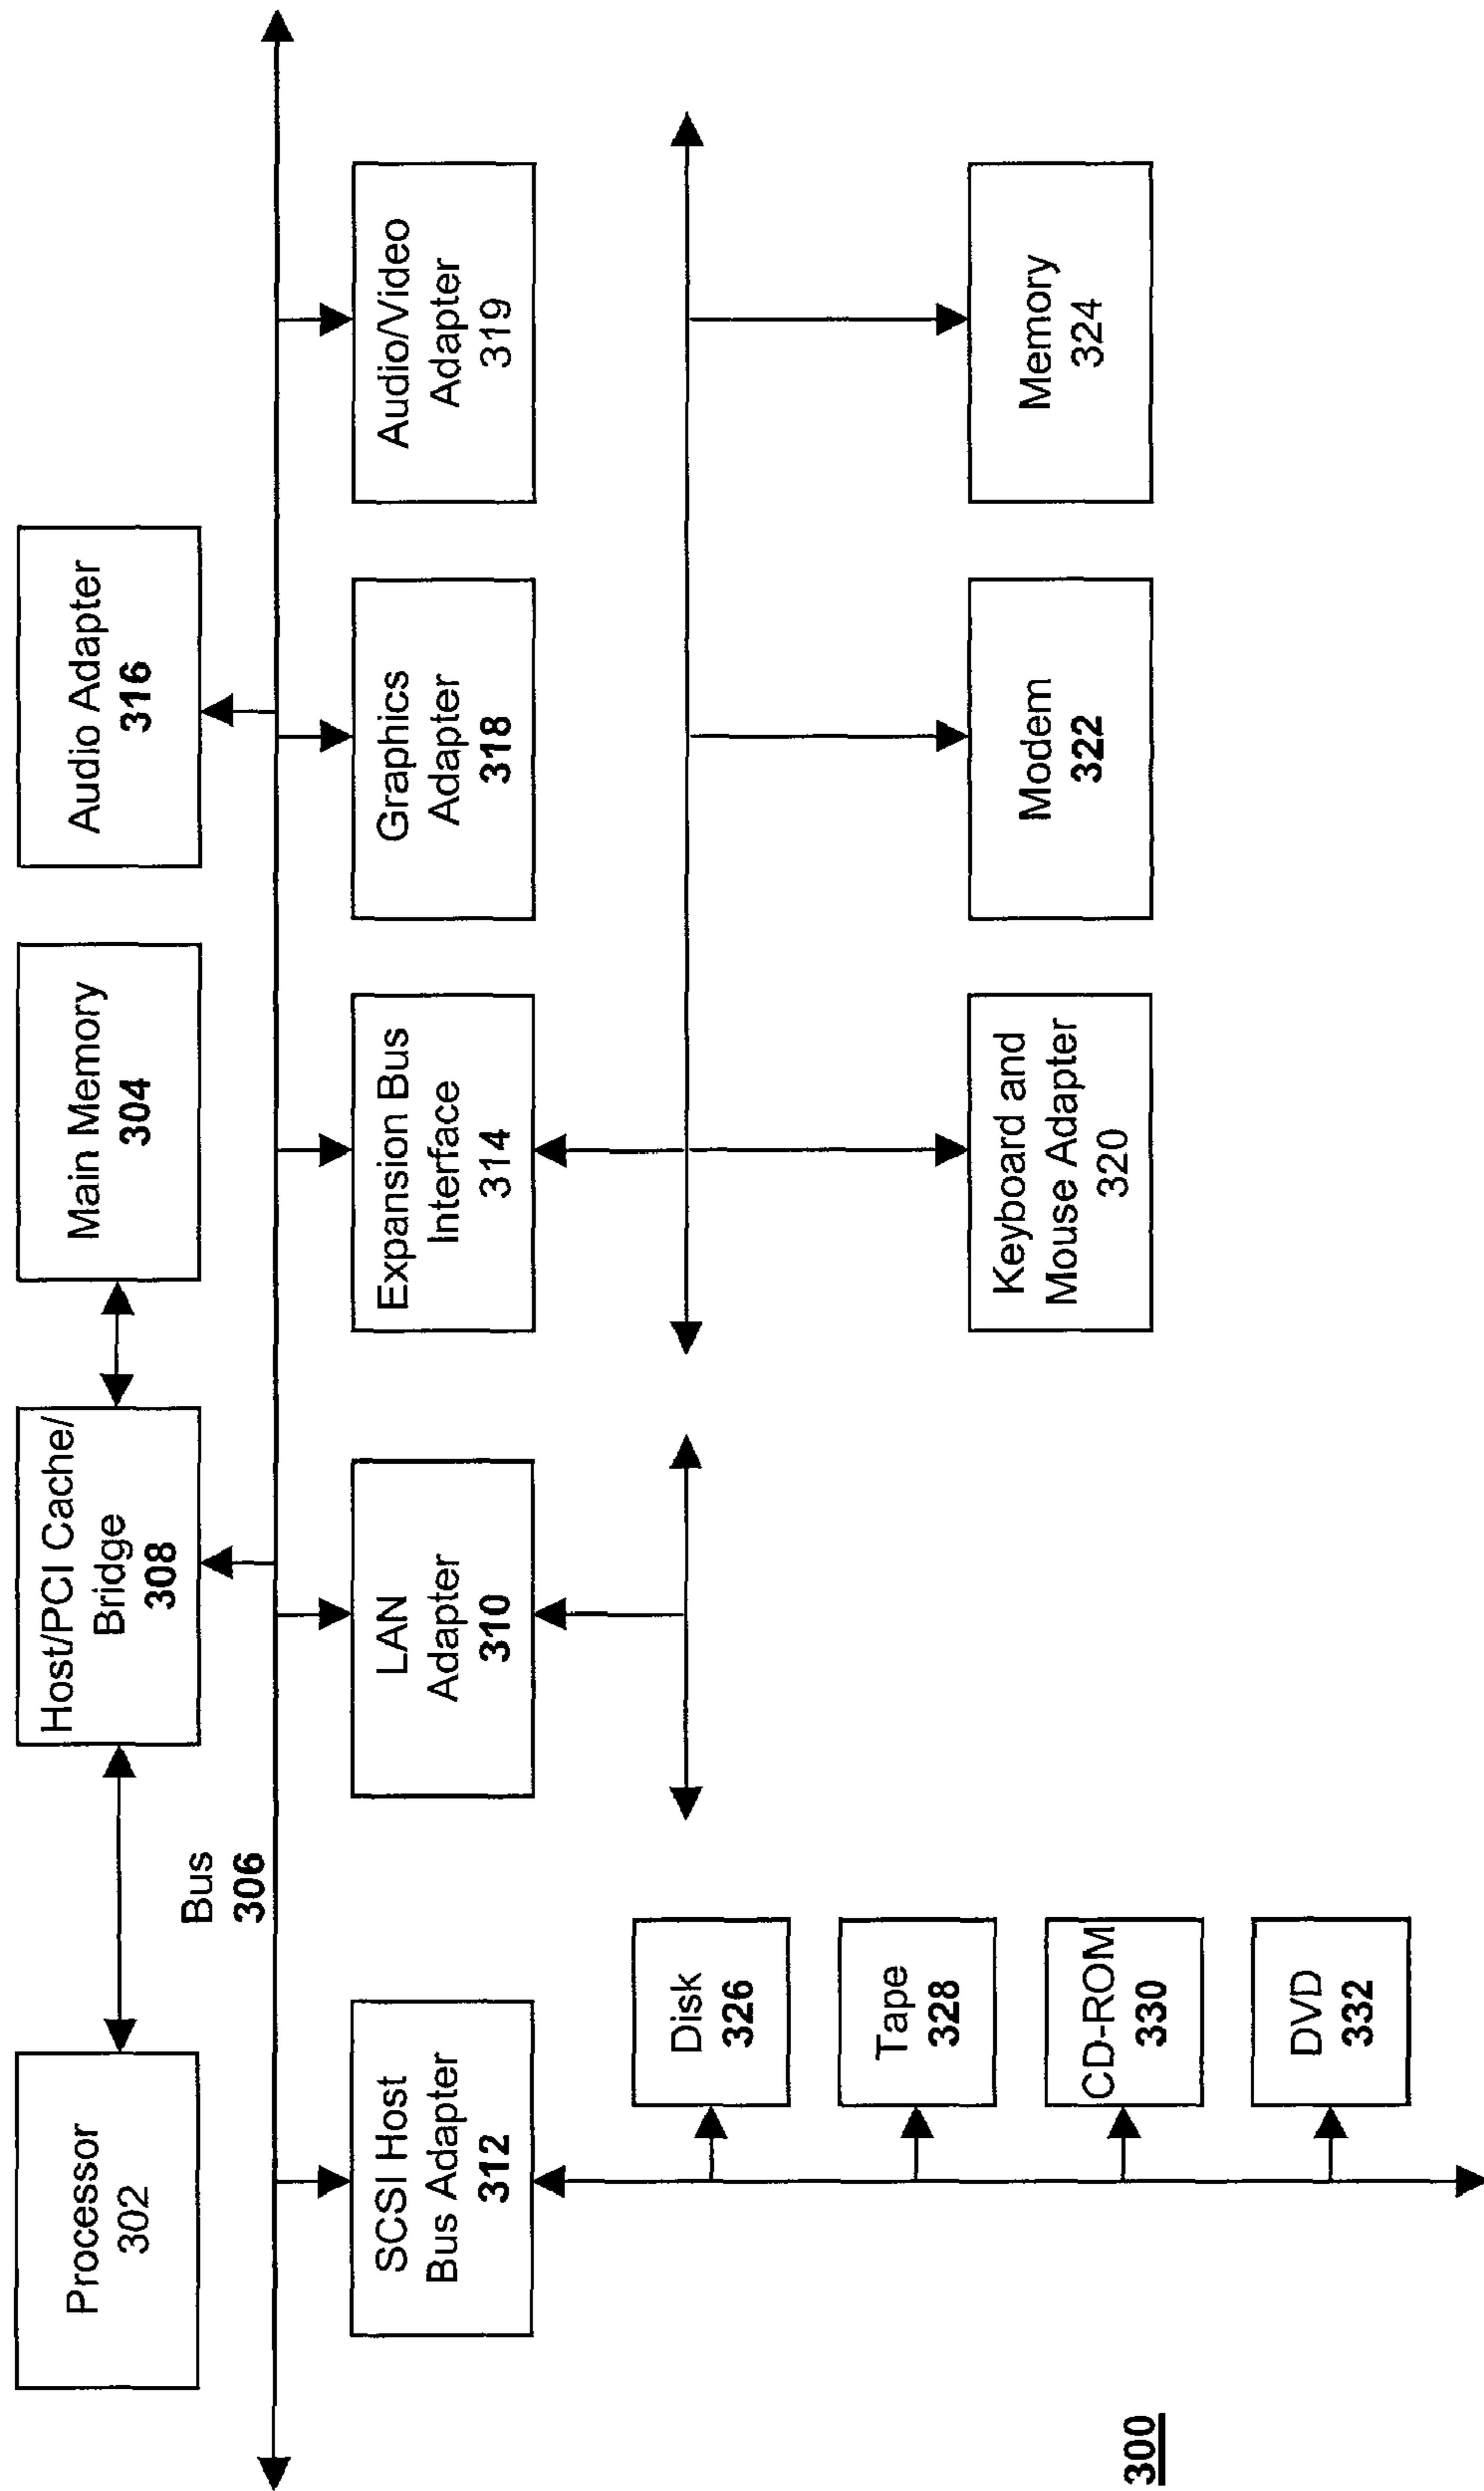 Processor
302
Host/PCI Cache/
Bridge
308
Main Memory
304
Audio Adapter
316
Bus
306
SCSI Host
Bus Adapter
312
LAN
Adapter
310
Expansion Bus
Interface
314
Graphics
Adapter
318
Audio/Video
Adapter
319
Disk
326
Tape
328
CD-ROM
330
DVD
332
Keyboard and
Mouse Adapter
320
Modem
322
Memory
324
300